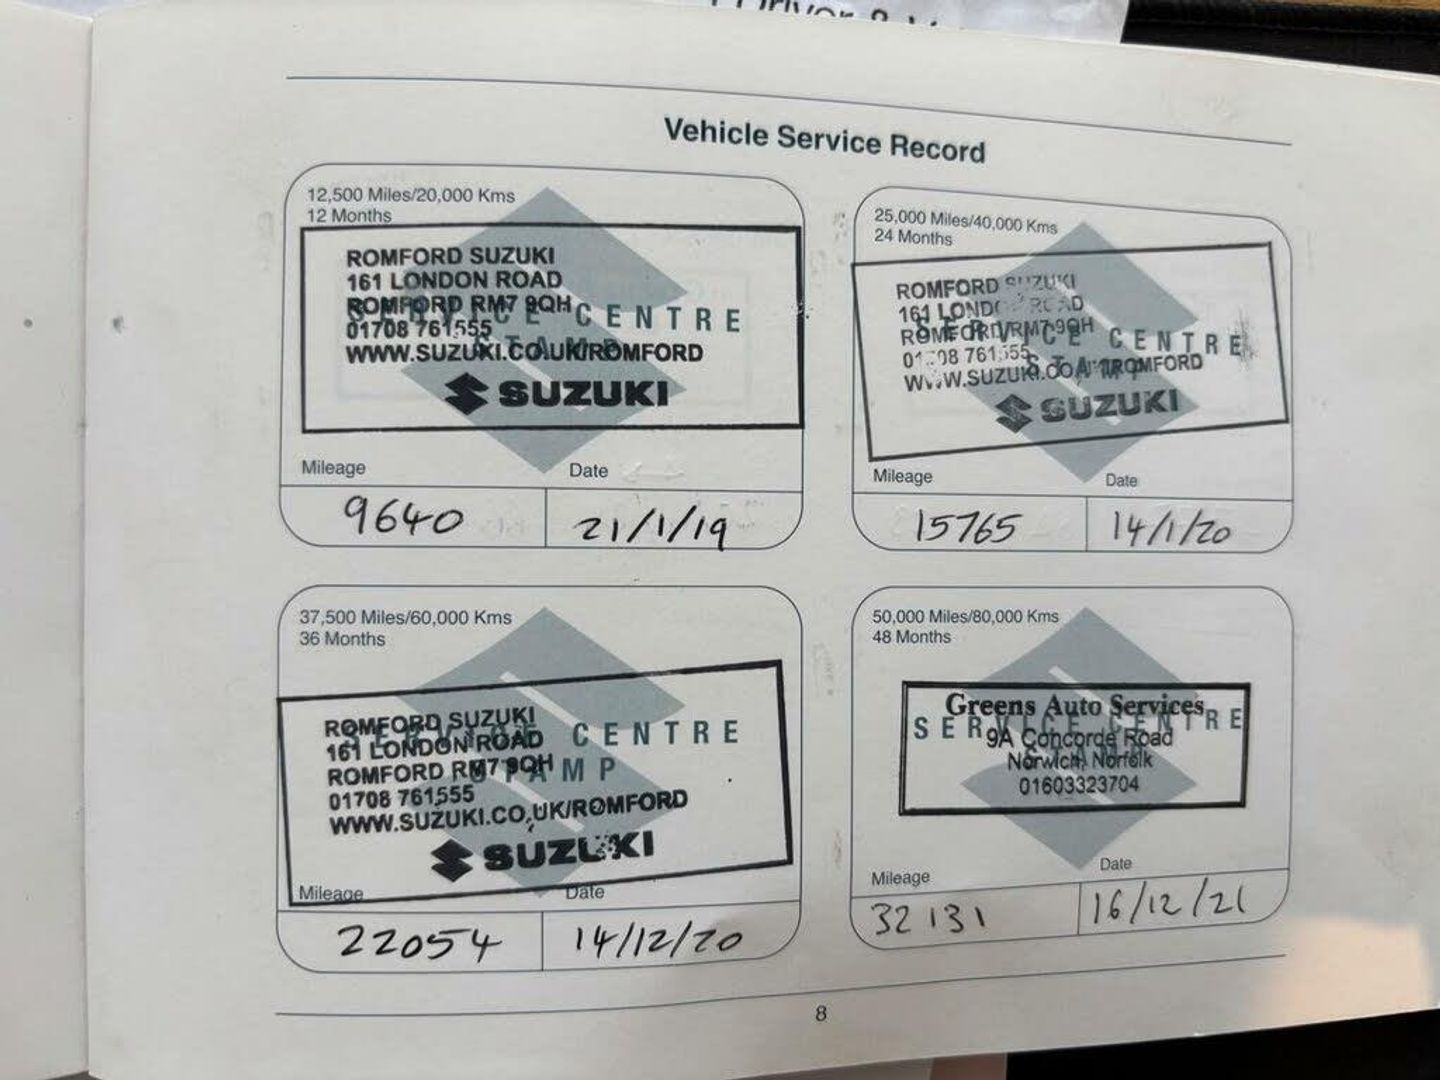 Driver &
Vehicle Service Record
12,500 Miles/20,000 Kms
12 Months
ROMFORD SUZUKI
161 LONDON ROAD
ROMFORD RM7 9QH
01708 761555
WWW.SUZUKI.CO.UK/ROMFORD
SERVICE CENTRE
STAMP
SUZUKI
Mileage Date
9640 21/1/19
25,000 Miles/40,000 Kms
24 Months
ROMFORD SUZUKI
161 LONDON ROAD
ROMFORD RM7 9QH
01708 761555
WWW.SUZUKI.CO.UK/ROMFORD
SERVICE CENTRE
STAMP
SUZUKI
Mileage Date
15765 14/1/20
37,500 Miles/60,000 Kms
36 Months
ROMFORD SUZUKI
161 LONDON ROAD
ROMFORD RM7 9QH
01708 761555
WWW.SUZUKI.CO.UK/ROMFORD
SERVICE CENTRE
STAMP
SUZUKI
Mileage Date
22054 14/12/20
50,000 Miles/80,000 Kms
48 Months
Greens Auto Services
SERVICE CENTRE
9A Concorde Road
Norwich, Norfolk
01603323704
Mileage Date
32131 16/12/21
8